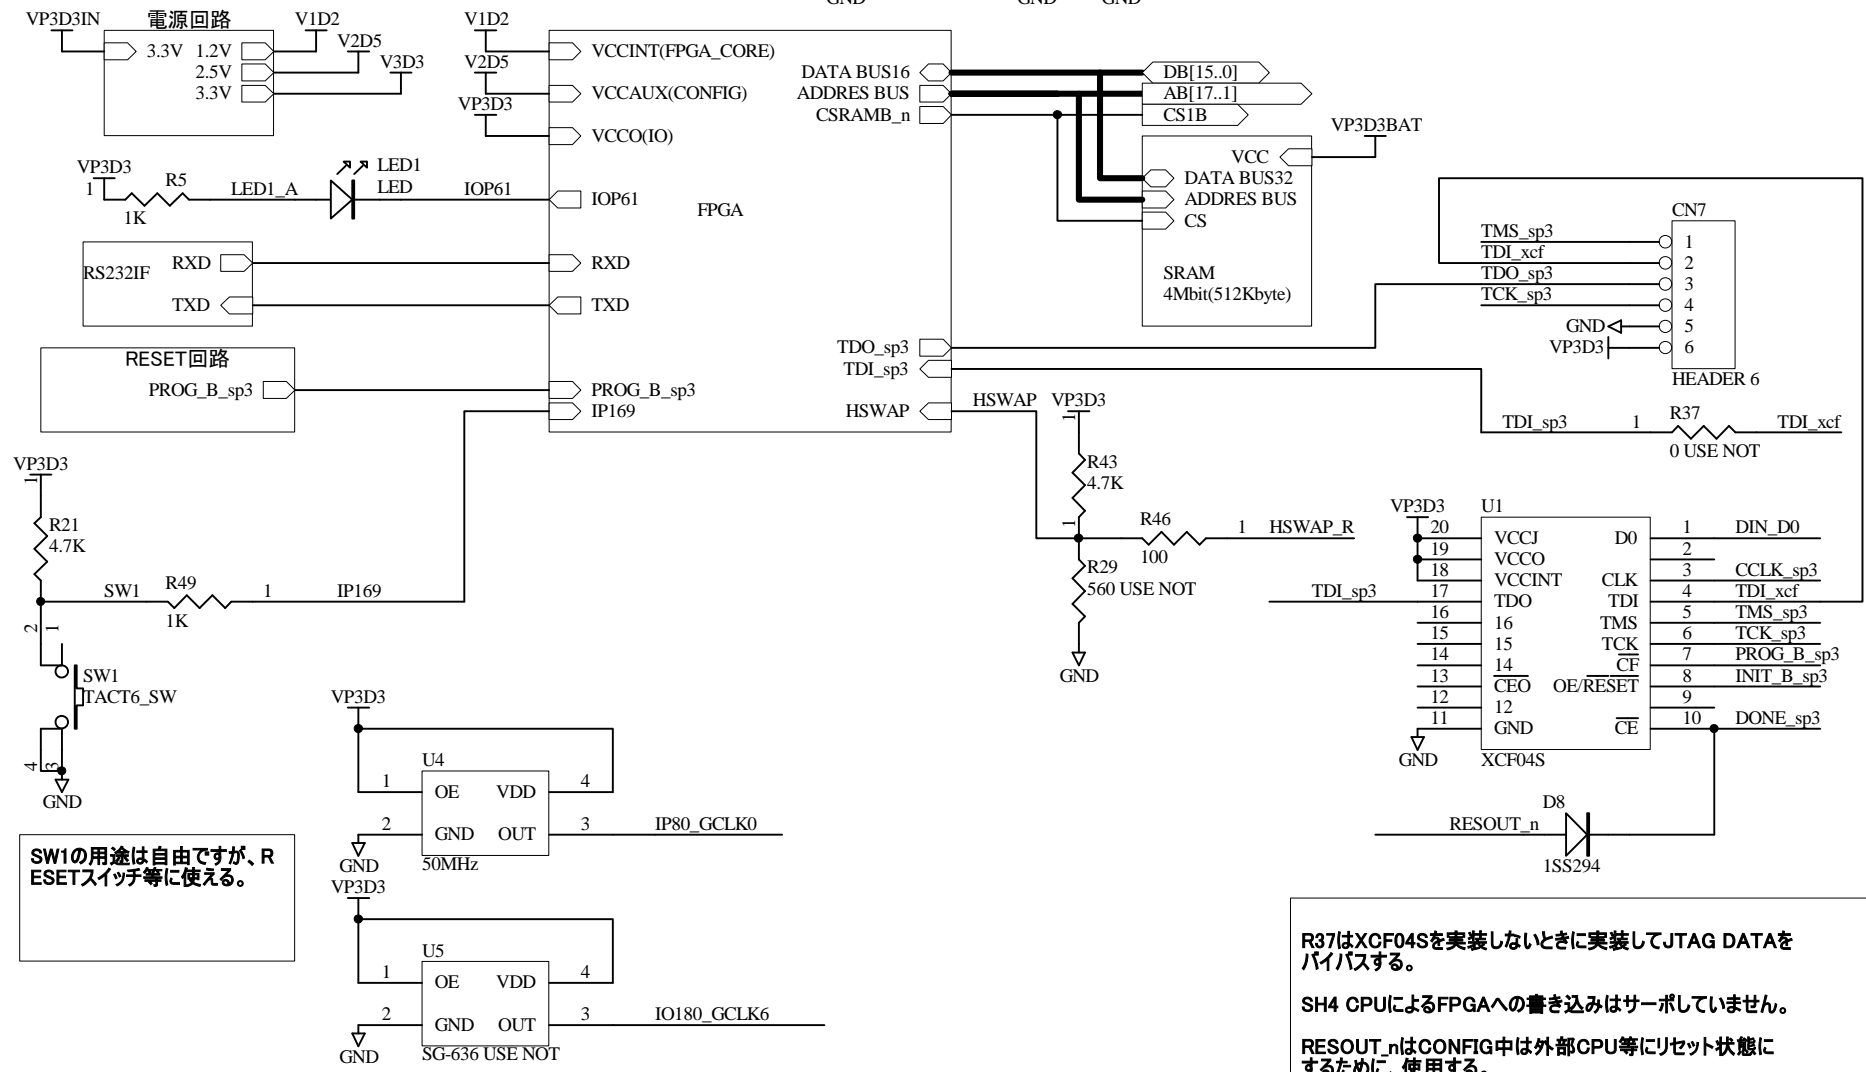 GND GND GND
VP3D3IN
電源回路
3.3V
1.2V
2.5V
3.3V
V1D2
V2D5
V3D3
V1D2
V2D5
VP3D3
VCCINT(FPGA_CORE)
VCCAUX(CONFIG)
VCCO(IO)
IOP61
FPGA
RXD
TXD
PROG_B_sp3
IP169
DATA BUS16
ADDRES BUS
CSRAMB_n
TDO_sp3
TDI_sp3
HSWAP
DB[15..0]
AB[17..1]
CS1B
VP3D3BAT
VCC
DATA BUS32
ADDRES BUS
CS
SRAM
4Mbit(512Kbyte)
VP3D3
1
R5
1K
LED1_A
LED1
LED
IOP61
RS232IF
RXD
TXD
RESET回路
PROG_B_sp3
CN7
TMS_sp3
TDI_xcf
TDO_sp3
TCK_sp3
GND
VP3D3
1
2
3
4
5
6
HEADER 6
TDI_sp3
1
R37
0 USE NOT
TDI_xcf
VP3D3
1
R21
4.7K
SW1
R49
1K
1
IP169
2
1
SW1
TACT6_SW
4
3
GND
HSWAP
VP3D3
1
R43
4.7K
1
R46
100
1
HSWAP_R
R29
560 USE NOT
GND
VP3D3
U1
20
19
18
17
16
15
14
13
12
11
VCCJ
VCCO
VCCINT
TDO
16
15
14
CEO
12
GND
D0
CLK
TDI
TMS
TCK
CF
OE/RESET
CE
1
2
3
4
5
6
7
8
9
10
DIN_D0
CCLK_sp3
TDI_xcf
TMS_sp3
TCK_sp3
PROG_B_sp3
INIT_B_sp3
DONE_sp3
TDI_sp3
GND
XCF04S
D8
RESOUT_n
1SS294
VP3D3
U4
1
OE
VDD
4
2
GND
OUT
3
IP80_GCLK0
GND
50MHz
VP3D3
U5
1
OE
VDD
4
2
GND
OUT
3
IO180_GCLK6
GND
SG-636 USE NOT
SW1の用途は自由ですが、R
ESETスイッチ等に使える。
R37はXCF04Sを実装しないときに実装してJTAG DATAを
バイパスする。
SH4 CPUによるFPGAへの書き込みはサーポしていません。
RESOUT_nはCONFIG中は外部CPU等にリセット状態に
するために、使用する。